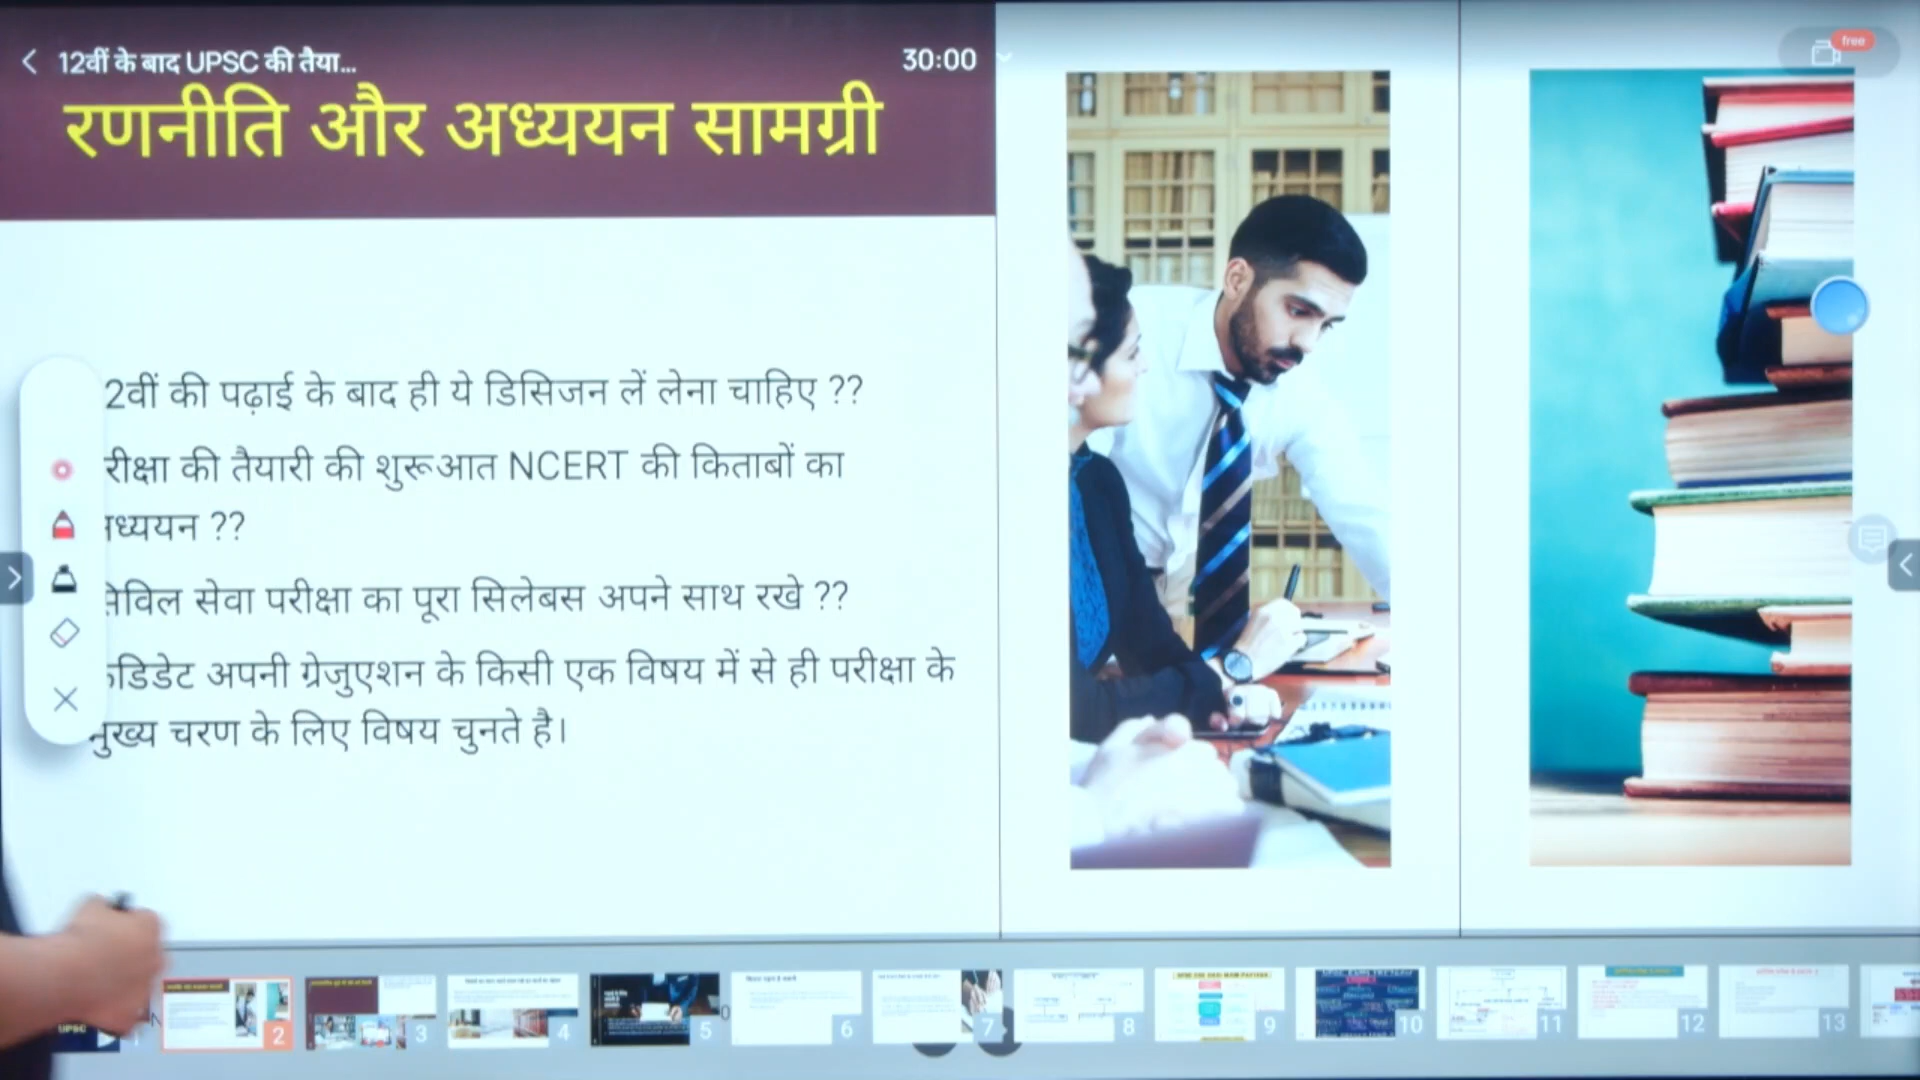 12वीं के बाद UPSC की तैया...
30:00
free
रणनीति और अध्ययन सामग्री
2वीं की पढ़ाई के बाद ही ये डिसिजन लें लेना चाहिए ??
की तैयारी की शुरूआत NCERT की किताबों का
??
सेवा परीक्षा का पूरा सिलेबस अपने साथ रखे ??
अपनी ग्रेजुएशन के किसी एक विषय में से ही परीक्षा के
चरण के लिए विषय चुनते है।
UPSC
2
3
4
5
6
7
8
9
10
11
12
13